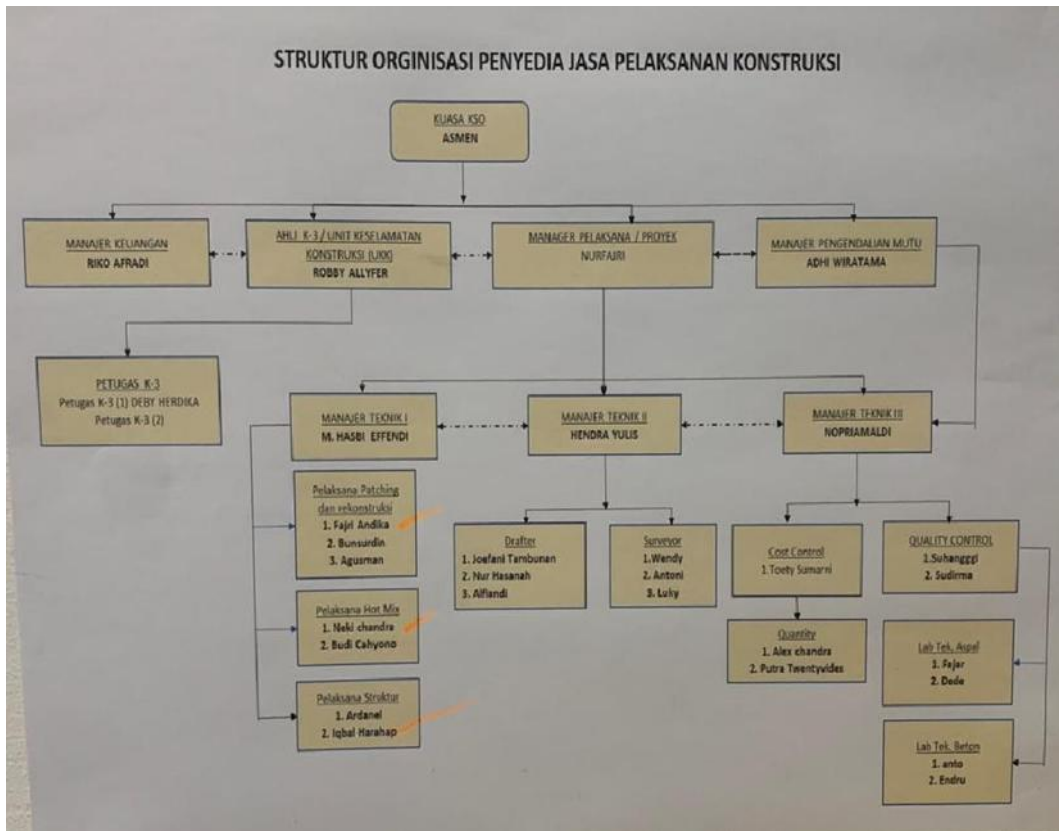 STRUKTUR ORGINISASI PENYEDIA JASA PELAKSANAN KONSTRUKSI
KUASA KSO
ASMEN
MANAJER KEUANGAN
RIKO AFRADI
AHLI K-3 / UNIT KESELAMATAN
KONSTRUKSI (UKK)
ROBBY ALLYFER
MANAGER PELAKSANA / PROYEK
NURFAJRI
MANAJER PENGENDALIAN MUTU
ADHI WIRATAMA
PETUGAS K-3
Petugas K-3 (1) DEBY HERDIKA
Petugas K-3 (2)
MANAJER TEKNIK I
M. HASBI EFFENDI
MANAJER TEKNIK II
HENDRA YULIS
MANAJER TEKNIK III
NOPRIAMALDI
Pelaksana Patching
dan rekonstruksi
1. Fajri Andika
2. Bunsurdin
3. Agusman
Pelaksana Hot Mix
1. Neki chandra
2. Budi Cahyono
Pelaksana Struktur
1. Ardanel
2. Iqbal Harahap
Drafter
1. Joefani Tambunan
2. Nur Hasanah
3. Alfiandi
Surveyor
1.Wendy
2. Antoni
3. Luky
Cost Control
1.Toety Sumarni
Quantity
1. Alex chandra
2. Putra Twentyvides
QUALITY CONTROL
1.Suhangggi
2. Sudirma
Lab Tek. Aspal
1. Fajar
2. Dede
Lab Tek. Beton
1. anto
2. Endru